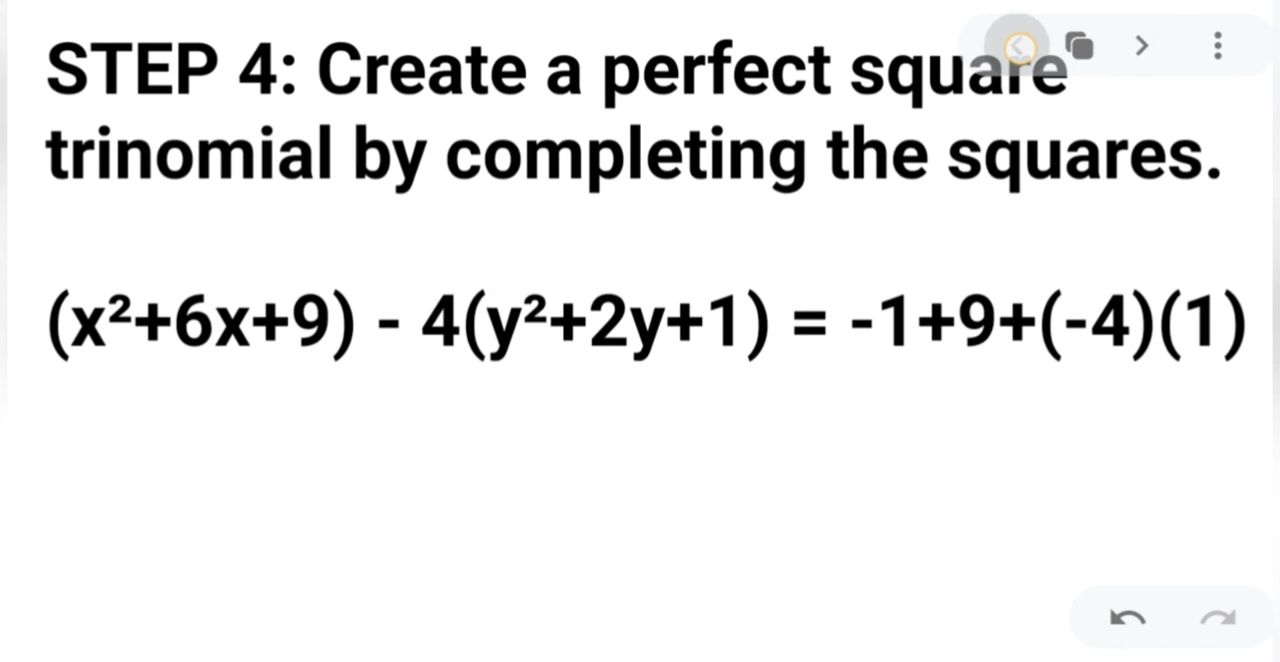 STEP 4: Create a perfect square
trinomial by completing the squares.
(x²+6x+9) - 4(y²+2y+1) = -1+9+(-4)(1)